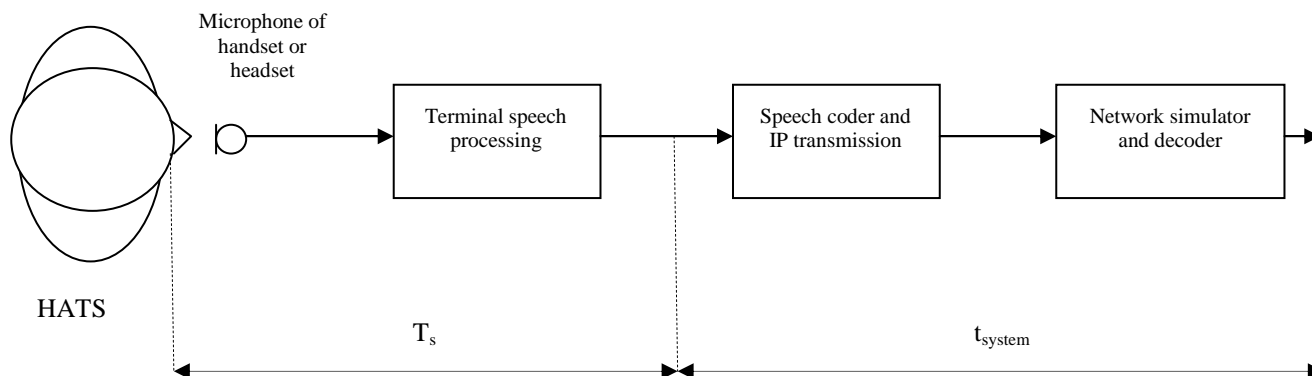 Microphone of
handset or
headset
Terminal speech
processing
Speech coder and
IP transmission
Network simulator
and decoder
HATS
Ts
tsystem